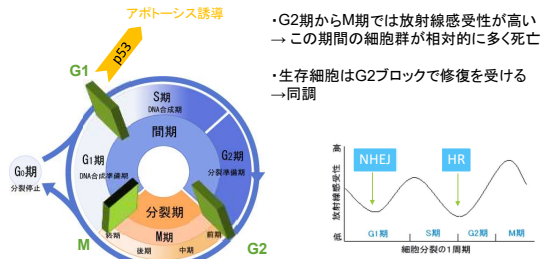 アポトーシス誘導
p53
G1
S期
DNA合成期
間期
G1期
DNA合成準備期
G2期
分裂準備期
G0期
分裂停止
分裂期
M期
終期
後期
中期
前期
M
G2
・G2期からM期では放射線感受性が高い
→ この期間の細胞群が相対的に多く死亡
・生存細胞はG2ブロックで修復を受ける
→同調
高
放射線感受性
低
NHEJ
HR
G1期
S期
G2期
M期
細胞分裂の1周期